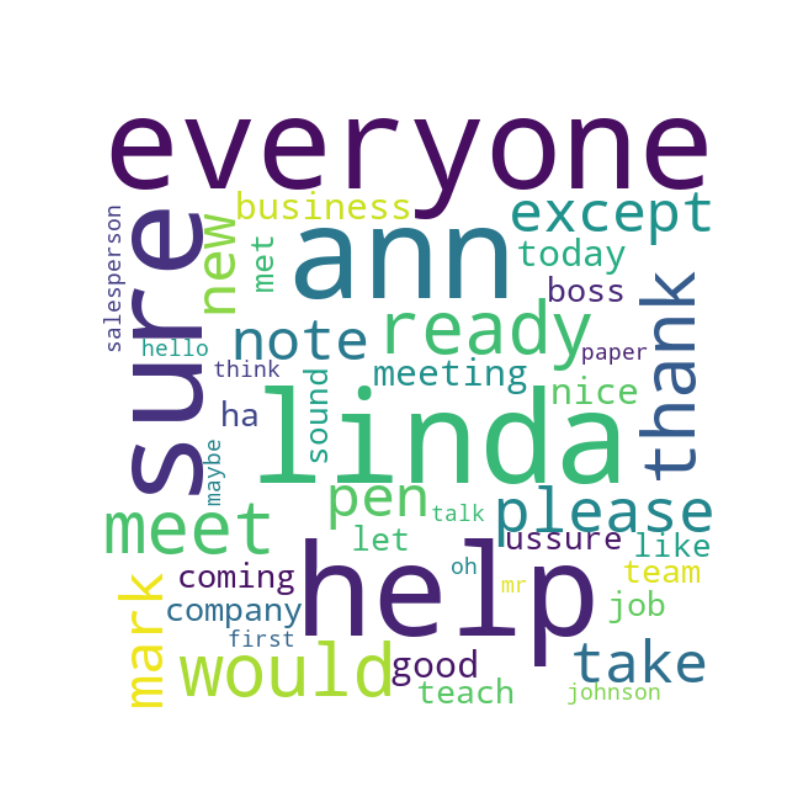 everyone
business
except
salesperson
sure
new
met
ann
today
boss
hello
note
ready
paper
thank
think
meeting
nice
ha
sound
linda
maybe
pen
talk
please
meet
let
ussure
like
coming
help
oh
mr
team
mark
company
job
first
would
good
take
teach
johnson